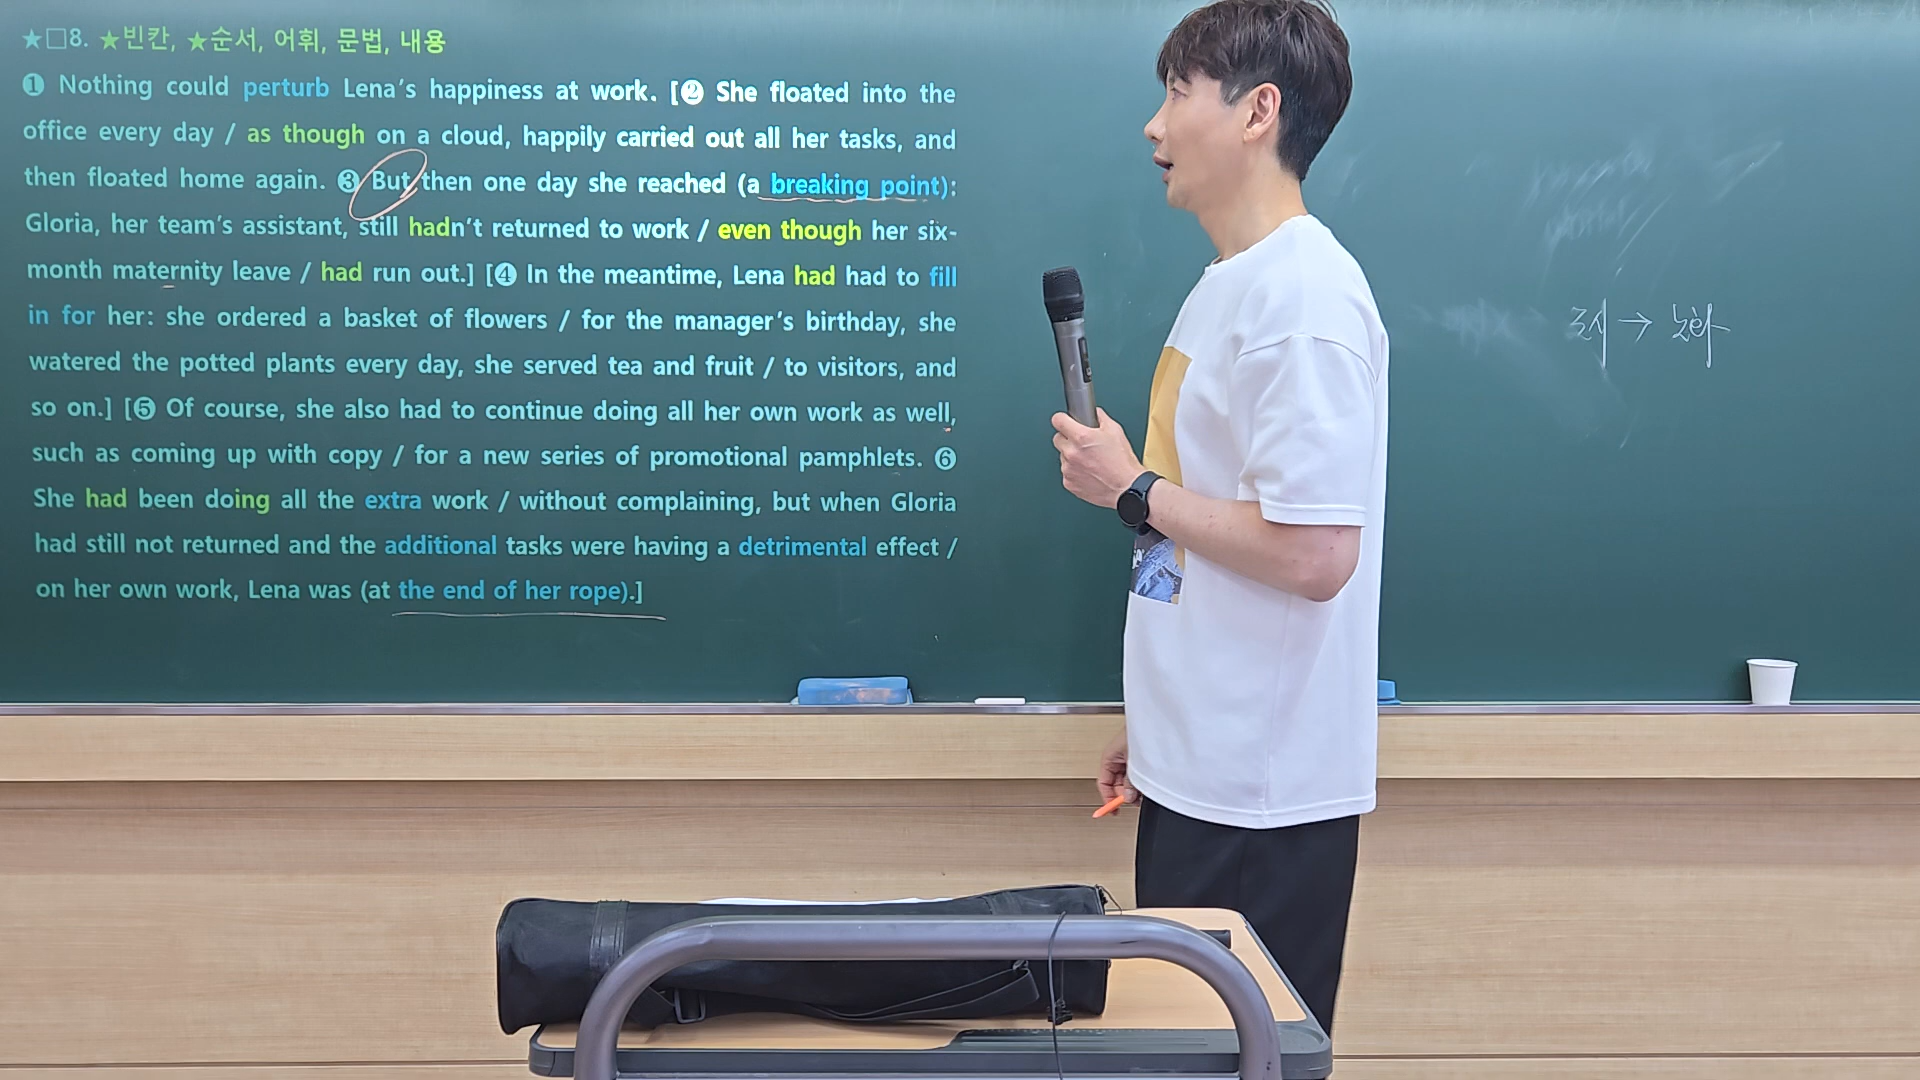 ★□8. ★빈칸, ★순서, 어휘, 문법, 내용
❶ Nothing could perturb Lena's happiness at work. [❷ She floated into the
office every day / as though on a cloud, happily carried out all her tasks, and
then floated home again. ❸ But then one day she reached (a breaking point):
Gloria, her team's assistant, still hadn't returned to work / even though her six-
month maternity leave / had run out.] [❹ In the meantime, Lena had had to fill
in for her: she ordered a basket of flowers / for the manager's birthday, she
watered the potted plants every day, she served tea and fruit / to visitors, and
so on.] [❺ Of course, she also had to continue doing all her own work as well,
such as coming up with copy / for a new series of promotional pamphlets. ❻
She had been doing all the extra work / without complaining, but when Gloria
had still not returned and the additional tasks were having a detrimental effect /
on her own work, Lena was (at the end of her rope).]